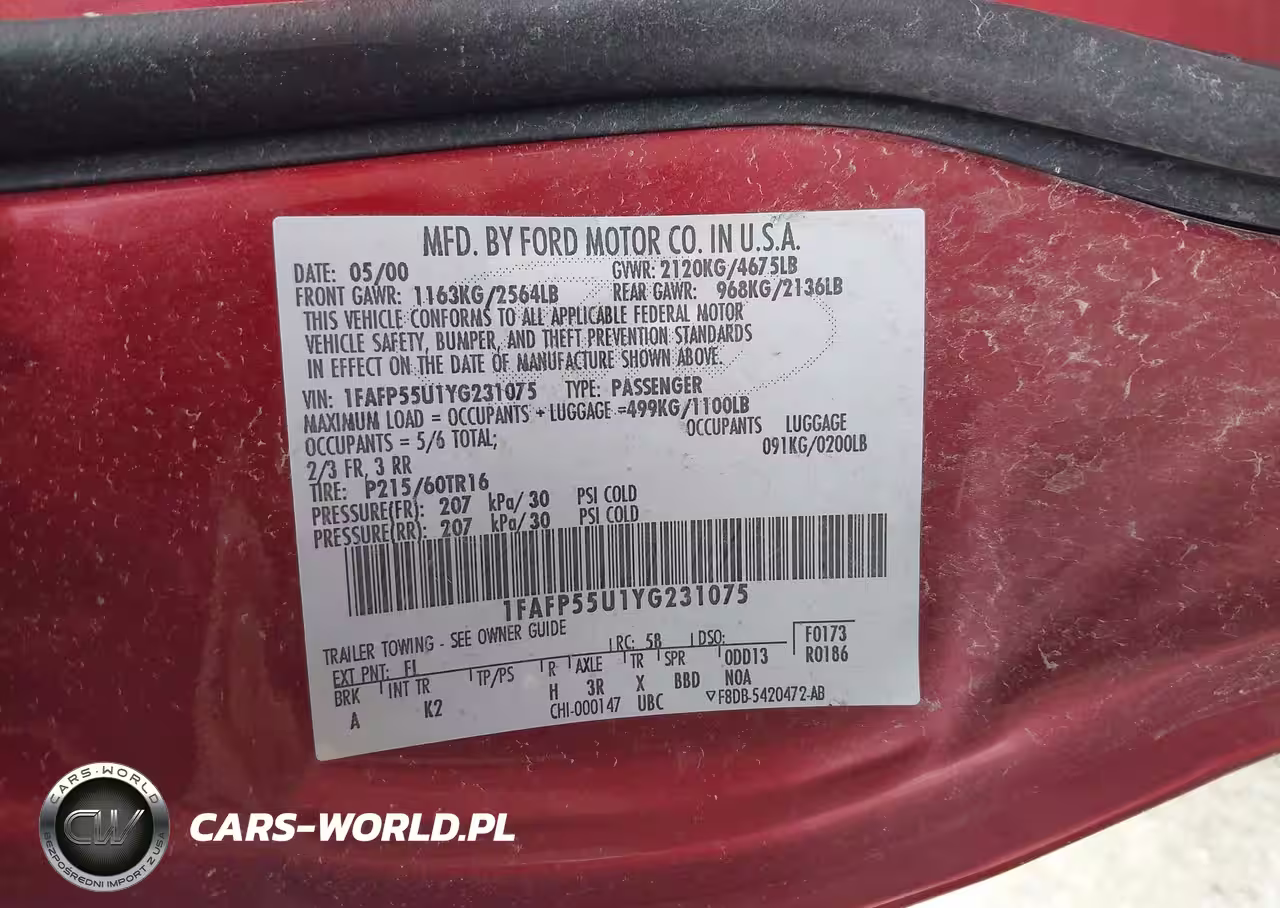 MFD. BY FORD MOTOR CO. IN U.S.A.
DATE: 05/00 GVWR: 2120KG/4675LB
FRONT GAWR: 1163KG/2564LB REAR GAWR: 968KG/2136LB
THIS VEHICLE CONFORMS TO ALL APPLICABLE FEDERAL MOTOR
VEHICLE SAFETY, BUMPER, AND THEFT PREVENTION STANDARDS
IN EFFECT ON THE DATE OF MANUFACTURE SHOWN ABOVE.
VIN: 1FAFP55U1YG231075 TYPE: PASSENGER
MAXIMUM LOAD = OCCUPANTS + LUGGAGE =499KG/1100LB
OCCUPANTS = 5/6 TOTAL; OCCUPANTS LUGGAGE
2/3 FR, 3 RR 091KG/0200LB
TIRE: P215/60TR16
PRESSURE(FR): 207 kPa/ 30 PSI COLD
PRESSURE(RR): 207 kPa/ 30 PSI COLD
1FAFP55U1YG231075
TRAILER TOWING - SEE OWNER GUIDE
EXT PNT: FL RC: 58 DSO: F0173
BRK INT TR TP/PS R AXLE TR SPR ODD13 R0186
A K2 H 3R X BBD NOA
CHI-000147 UBC ▽F8DB-5420472-AB
CARS-WORLD
CW
BEZPOŚREDNI IMPORT Z USA
CARS-WORLD.PL